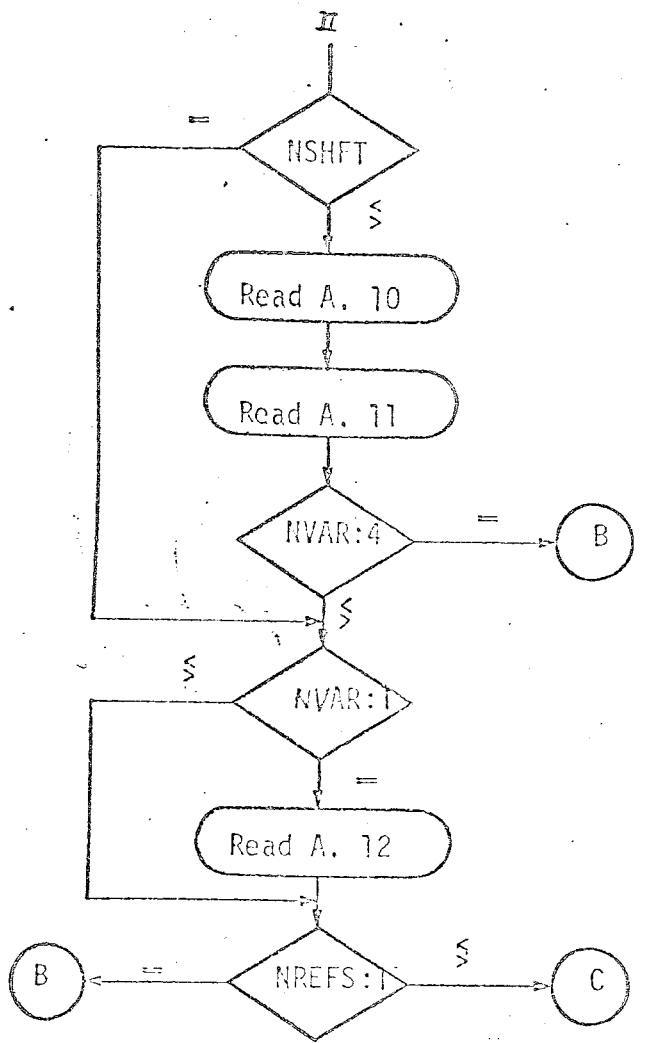 II
=
NSHFT
≶
Read A. 10
Read A. 11
NVAR:4
=
B
≶
≶
NVAR:1
=
Read A. 12
B
=
NREFS:1
≶
C